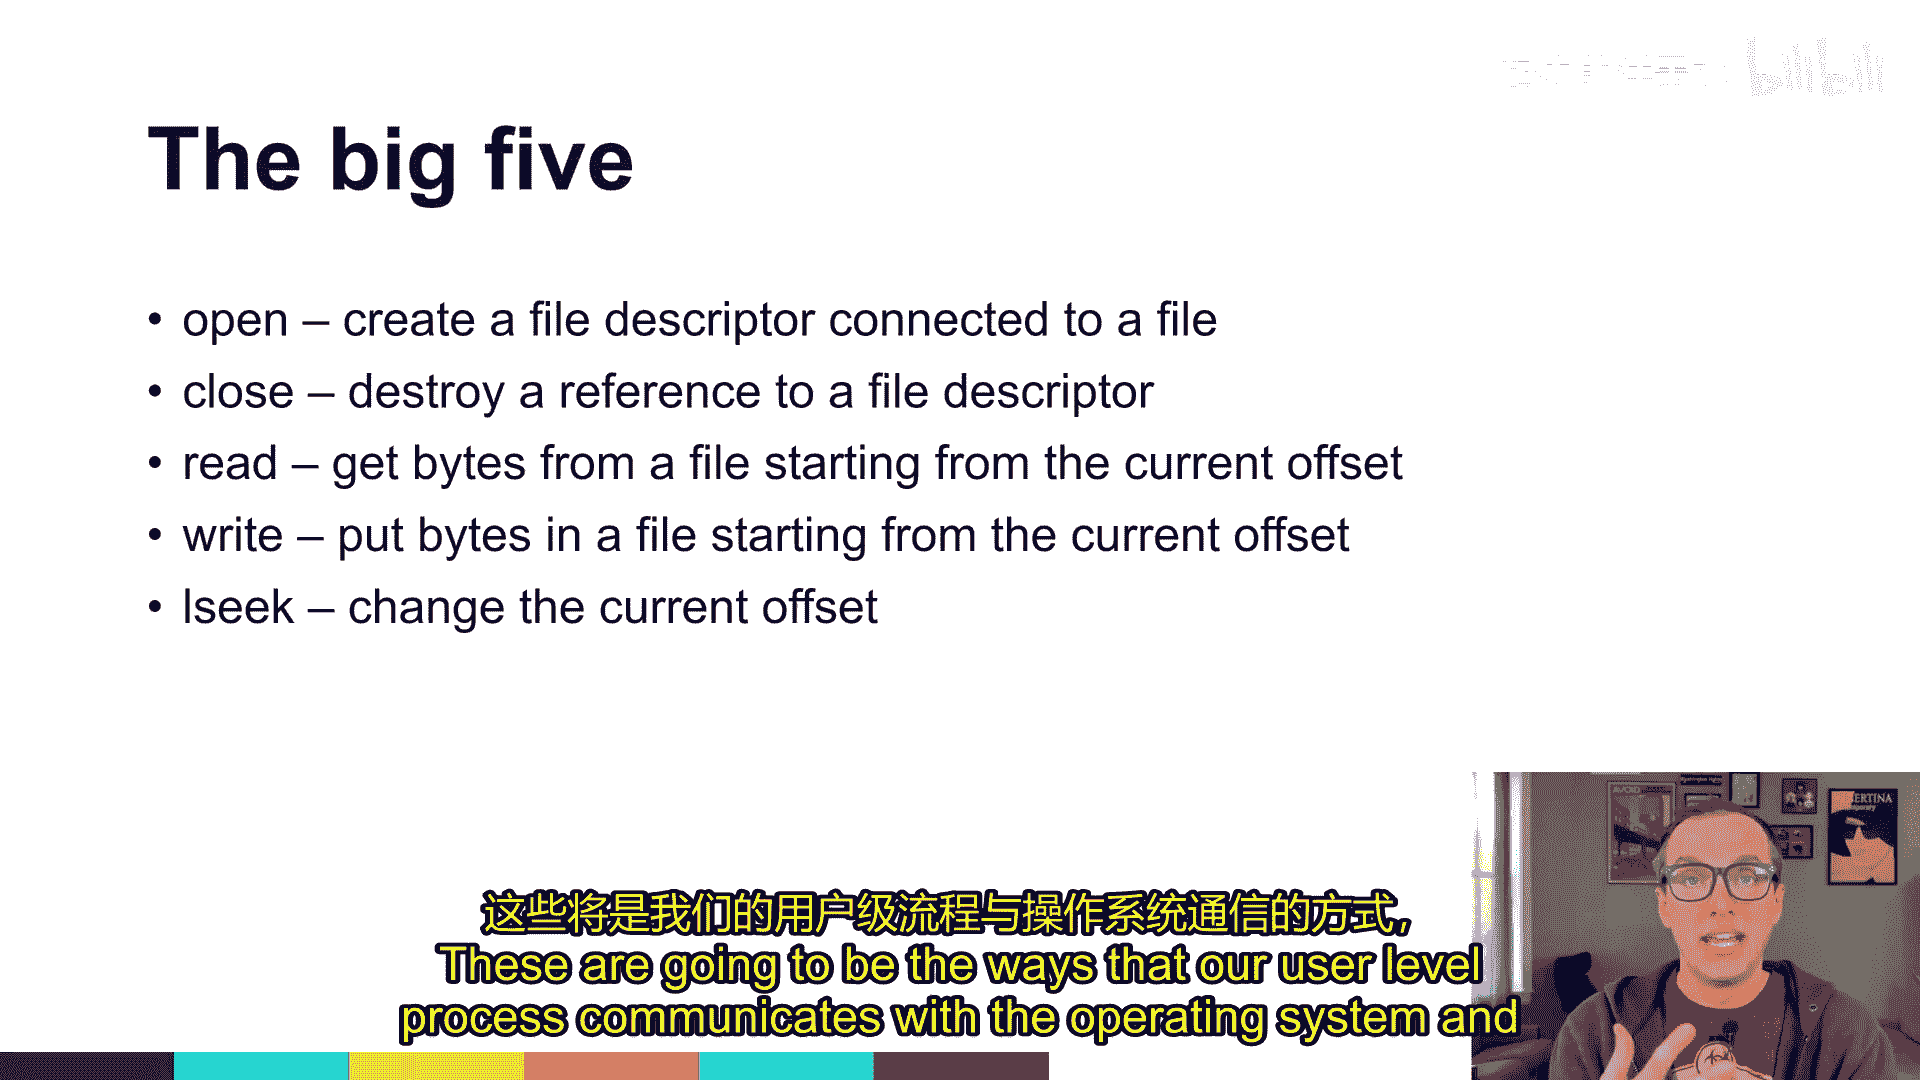 bilibili
The big five
• open – create a file descriptor connected to a file
• close – destroy a reference to a file descriptor
• read – get bytes from a file starting from the current offset
• write – put bytes in a file starting from the current offset
• lseek – change the current offset
AVOID
ERTINA
这些将是我们的用户级流程与操作系统通信的方式，
These are going to be the ways that our user level
process communicates with the operating system and